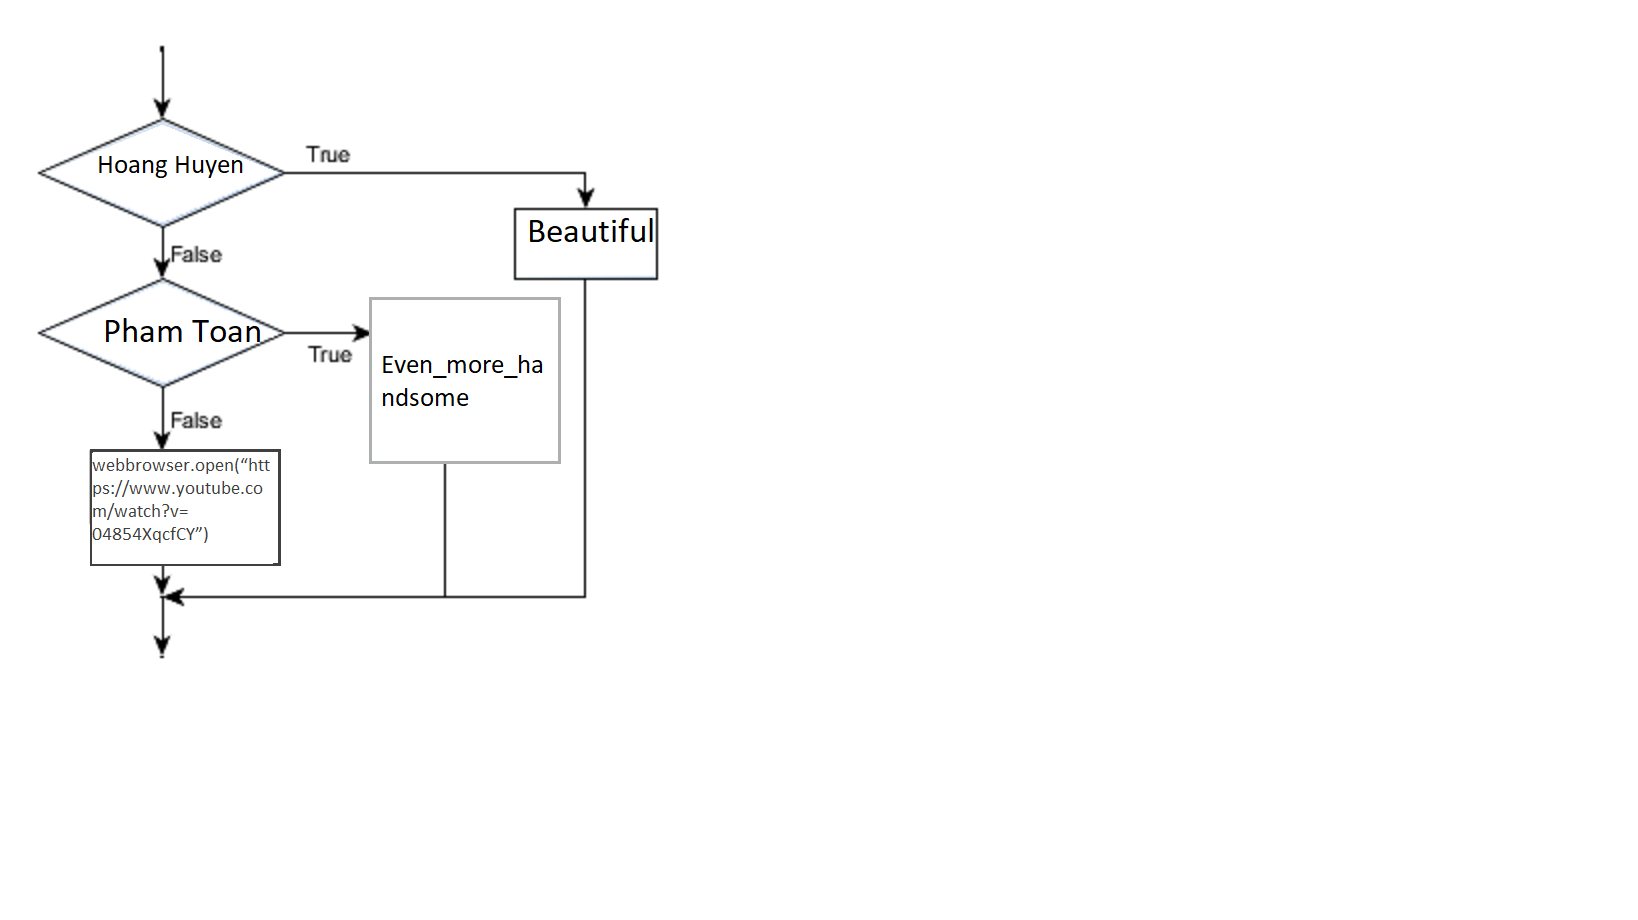 Hoang Huyen
True
Beautiful
False
Pham Toan
True
Even_more_ha
ndsome
False
webbrowser.open(“htt
ps://www.youtube.co
m/watch?v=
04854XqcfCY”)